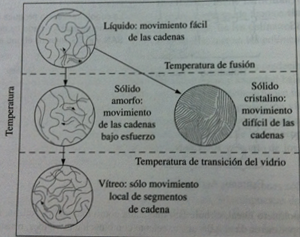 Líquido: movimiento fácil
de las cadenas
Temperatura de fusión
Temperatura
Sólido
amorfo:
movimiento
de las cadenas
bajo esfuerzo
Sólido
cristalino:
movimiento
difícil de las
cadenas
Temperatura de transición del vidrio
Vítreo: sólo movimiento
local de segmentos
de cadena